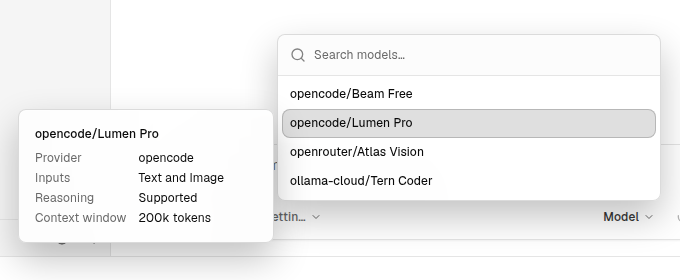 Search models…
opencode/Beam Free
opencode/Lumen Pro
openrouter/Atlas Vision
ollama-cloud/Tern Coder
opencode/Lumen Pro
Provider opencode
Inputs Text and Image
Reasoning Supported
Context window 200k tokens
Model